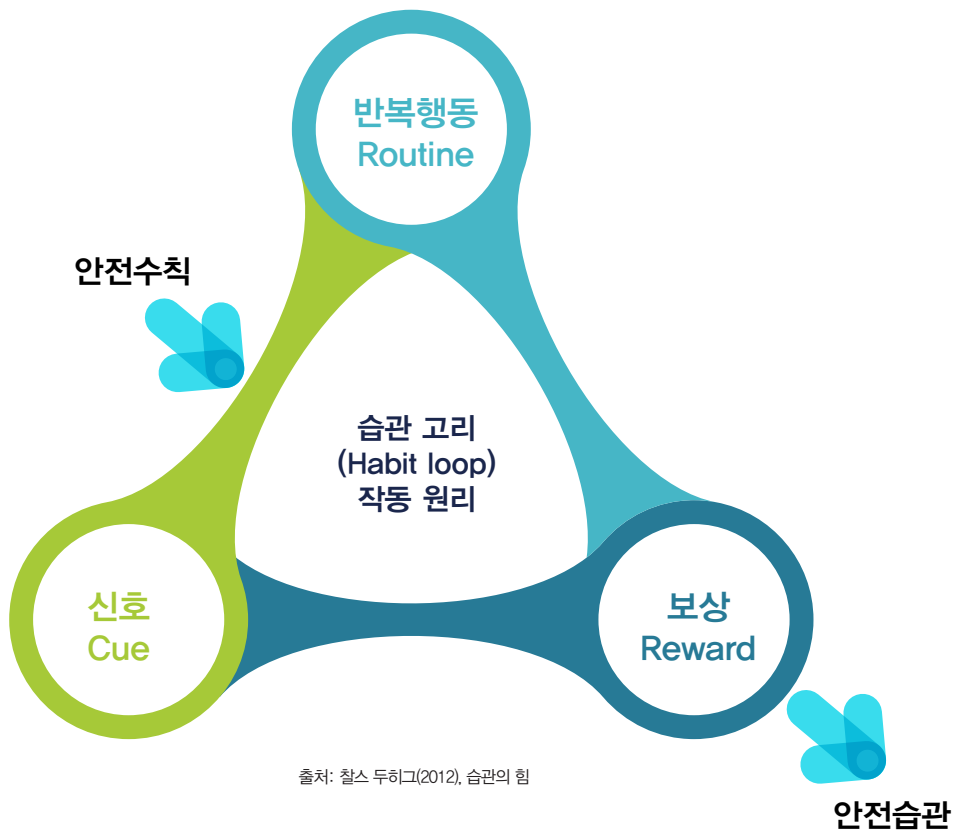 반복행동
Routine
안전수칙
습관 고리
(Habit loop)
작동 원리
신호
Cue
보상
Reward
출처: 찰스 두히그(2012), 습관의 힘
안전습관